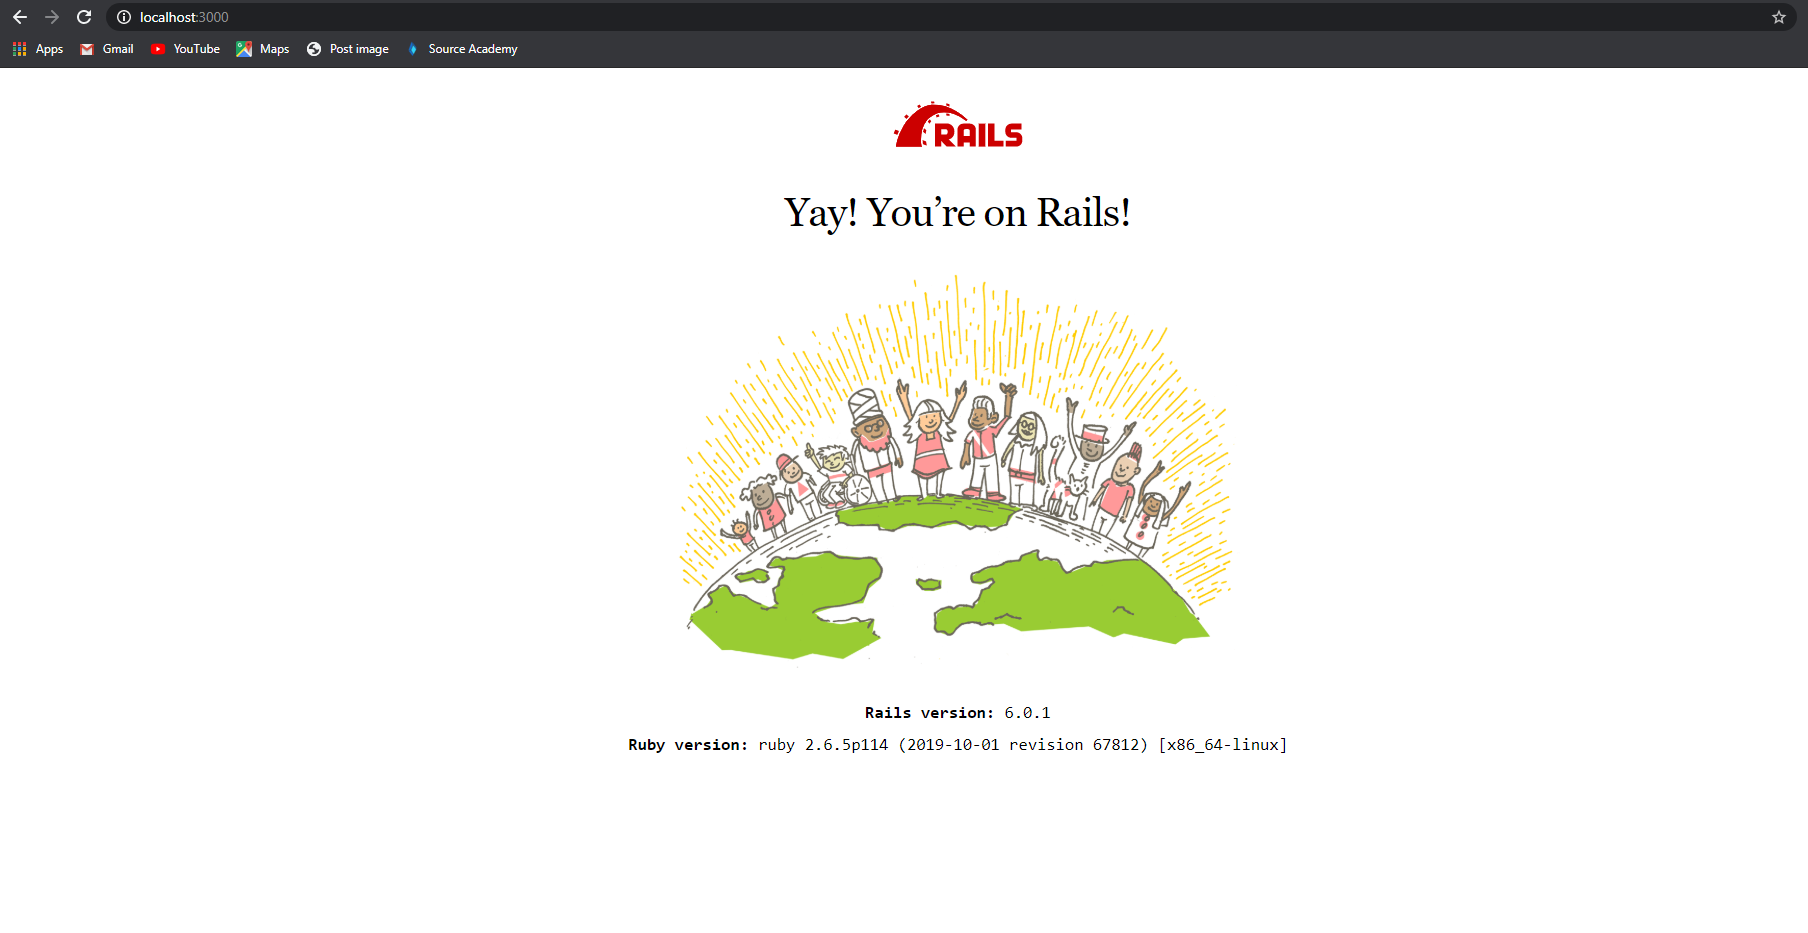 localhost:3000
Apps Gmail YouTube Maps Post image Source Academy
RAILS
Yay! You’re on Rails!
Rails version: 6.0.1
Ruby version: ruby 2.6.5p114 (2019-10-01 revision 67812) [x86_64-linux]